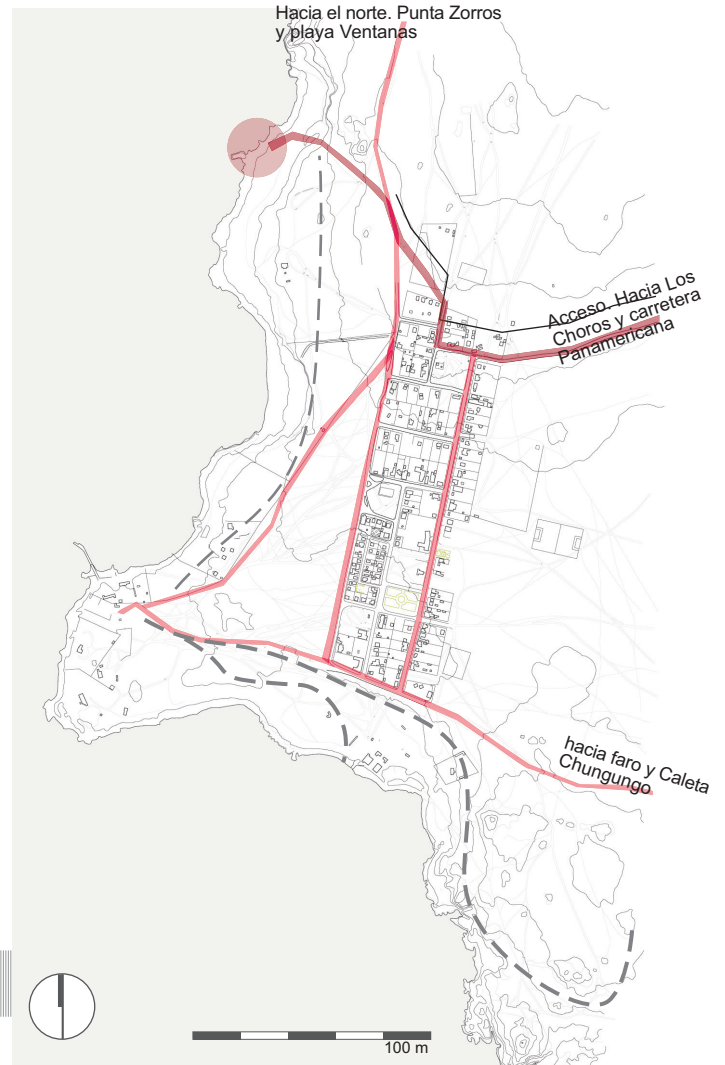 Hacia el norte. Punta Zorros
y playa Ventanas
Acceso. Hacia Los
Choros y carretera
Panamericana
hacia faro y Caleta
Chungungo
100 m